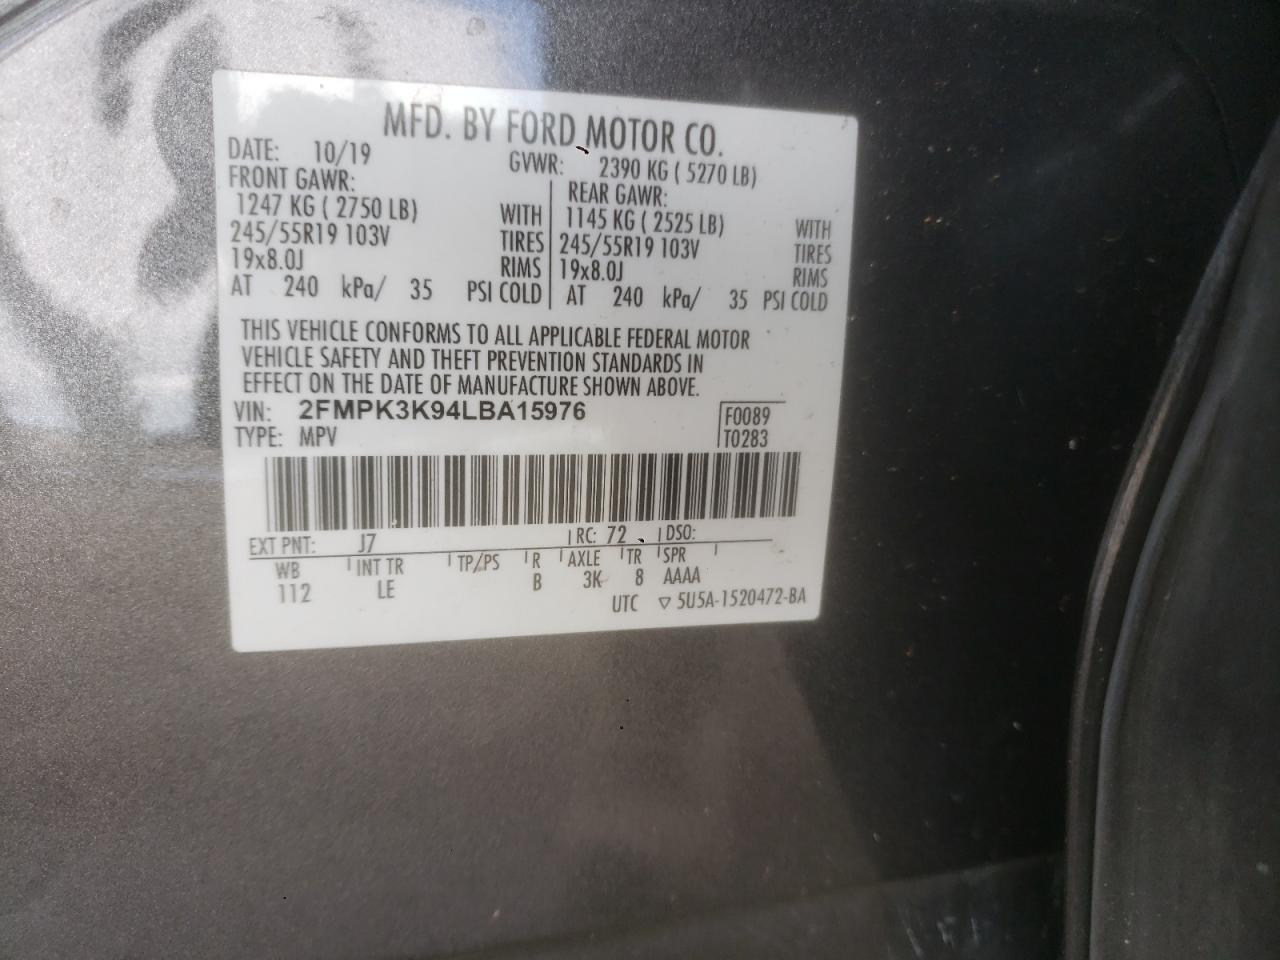 MFD. BY FORD MOTOR CO.
DATE: 10/19 GVWR: 2390 KG ( 5270 LB)
FRONT GAWR: REAR GAWR:
1247 KG ( 2750 LB) WITH 1145 KG ( 2525 LB) WITH
245/55R19 103V TIRES 245/55R19 103V TIRES
19x8.0J RIMS 19x8.0J RIMS
AT 240 kPa/ 35 PSI COLD AT 240 kPa/ 35 PSI COLD
THIS VEHICLE CONFORMS TO ALL APPLICABLE FEDERAL MOTOR
VEHICLE SAFETY AND THEFT PREVENTION STANDARDS IN
EFFECT ON THE DATE OF MANUFACTURE SHOWN ABOVE.
VIN: 2FMPK3K94LBA15976 F0089
TYPE: MPV T0283
EXT PNT: J7 RC: 72 DSO:
WB INT TR TP/PS R AXLE TR SPR
112 LE B 3K 8 AAAA
UTC ▽ 5U5A-1520472-BA